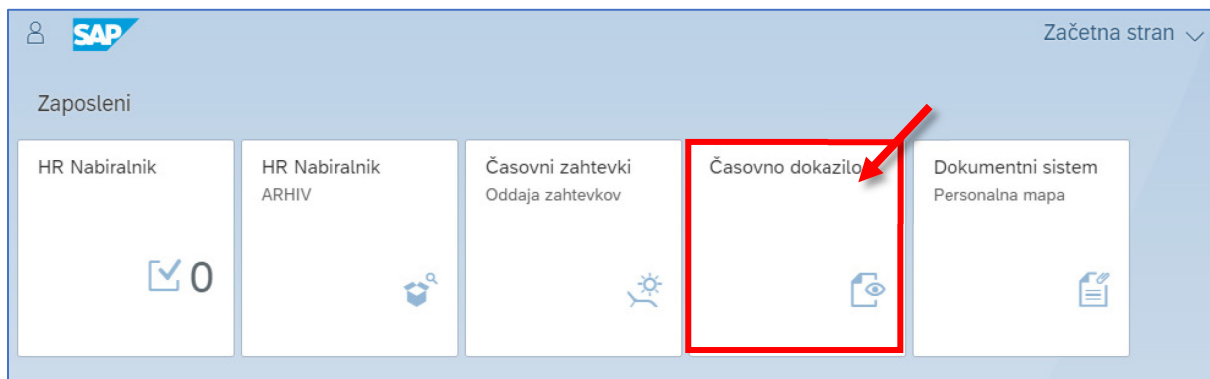 SAP
Začetna stran
Zaposleni
HR Nabiralnik
0
HR Nabiralnik
ARHIV
Časovni zahtevki
Oddaja zahtevkov
Časovno dokazilo
Dokumentni sistem
Personalna mapa